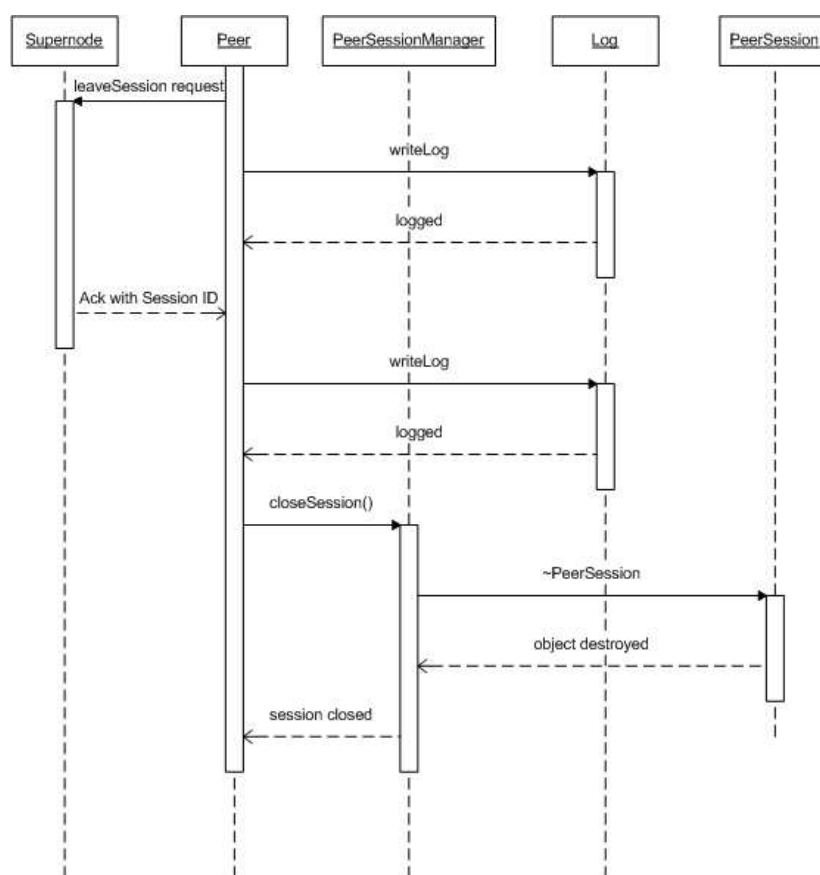 Supernode
Peer
PeerSessionManager
Log
PeerSession
leaveSession request
writeLog
logged
Ack with Session ID
writeLog
logged
closeSession()
~PeerSession
object destroyed
session closed